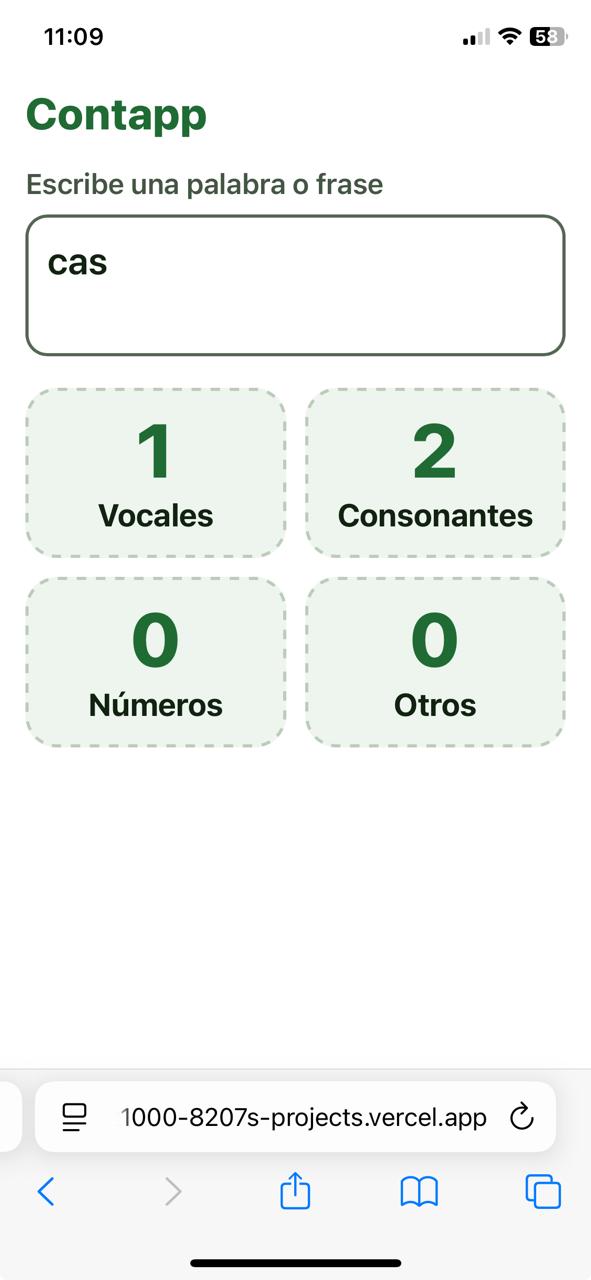 11:09
58
Contapp
Escribe una palabra o frase
cas
1
Vocales
2
Consonantes
0
Números
0
Otros
1000-8207s-projects.vercel.app